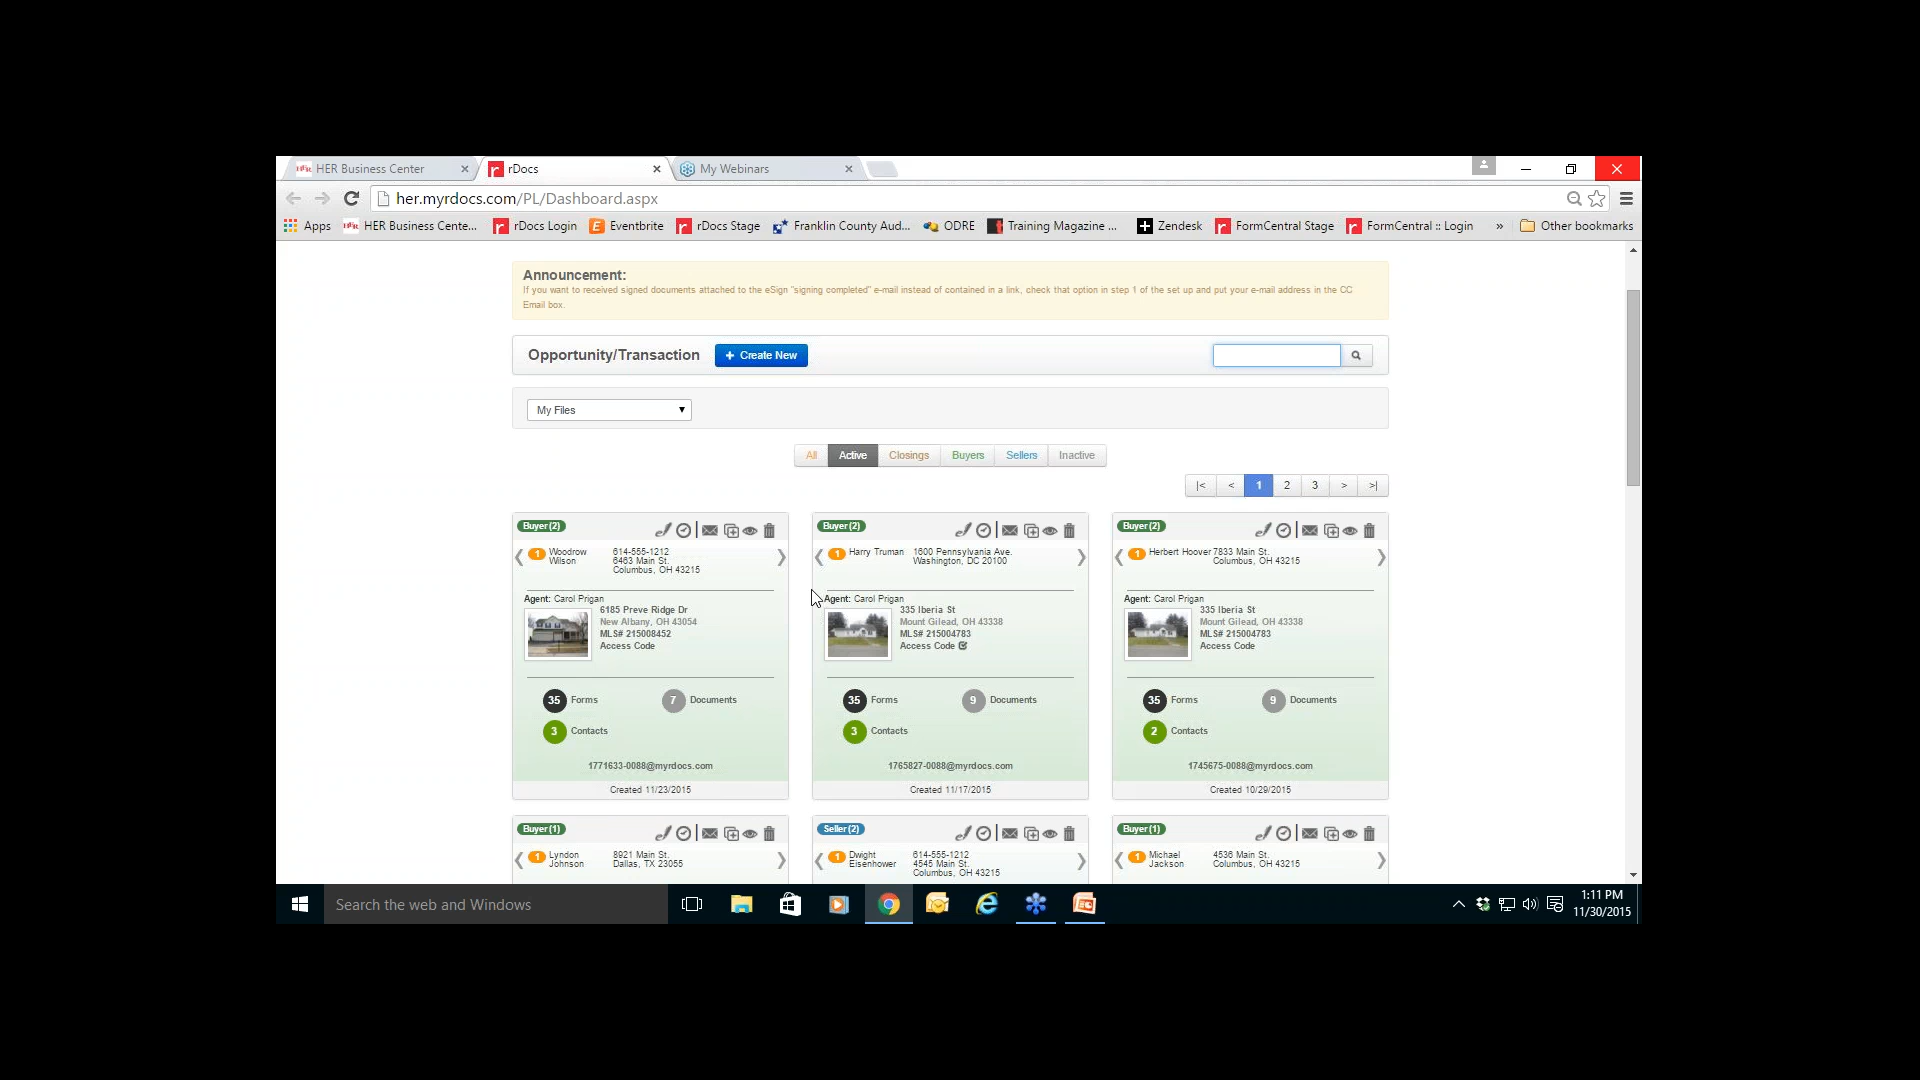 HER Business Center
rDocs
My Webinars
her.myrdocs.com/PL/Dashboard.aspx
Apps
HER Business Cente...
rDocs Login
Eventbrite
rDocs Stage
Franklin County Aud...
ODRE
Training Magazine ...
Zendesk
FormCentral Stage
FormCentral :: Login
»
Other bookmarks
Announcement:
If you want to received signed documents attached to the eSign "signing completed" e-mail instead of contained in a link, check that option in step 1 of the set up and put your e-mail address in the CC
Email box.
Opportunity/Transaction
+ Create New
My Files
All Active Closings Buyers Sellers Inactive
|< < 1 2 3 > >|
Buyer(2)
1 Woodrow Wilson
614-555-1212
6463 Main St.
Columbus, OH 43215
Agent: Carol Prigan
6185 Preve Ridge Dr
New Albany, OH 43054
MLS# 215008452
Access Code
35 Forms
7 Documents
3 Contacts
1771633-0088@myrdocs.com
Created 11/23/2015
Buyer(2)
1 Harry Truman
1600 Pennsylvania Ave.
Washington, DC 20100
Agent: Carol Prigan
335 Iberia St
Mount Gilead, OH 43338
MLS# 215004783
Access Code
35 Forms
9 Documents
3 Contacts
1765827-0088@myrdocs.com
Created 11/17/2015
Buyer(2)
1 Herbert Hoover
7833 Main St.
Columbus, OH 43215
Agent: Carol Prigan
335 Iberia St
Mount Gilead, OH 43338
MLS# 215004783
Access Code
35 Forms
9 Documents
2 Contacts
1745675-0088@myrdocs.com
Created 10/29/2015
Buyer(1)
1 Lyndon Johnson
8921 Main St.
Dallas, TX 23055
Seller(2)
1 Dwight Eisenhower
614-555-1212
4545 Main St.
Columbus, OH 43215
Buyer(1)
1 Michael Jackson
4536 Main St.
Columbus, OH 43215
Search the web and Windows
1:11 PM
11/30/2015